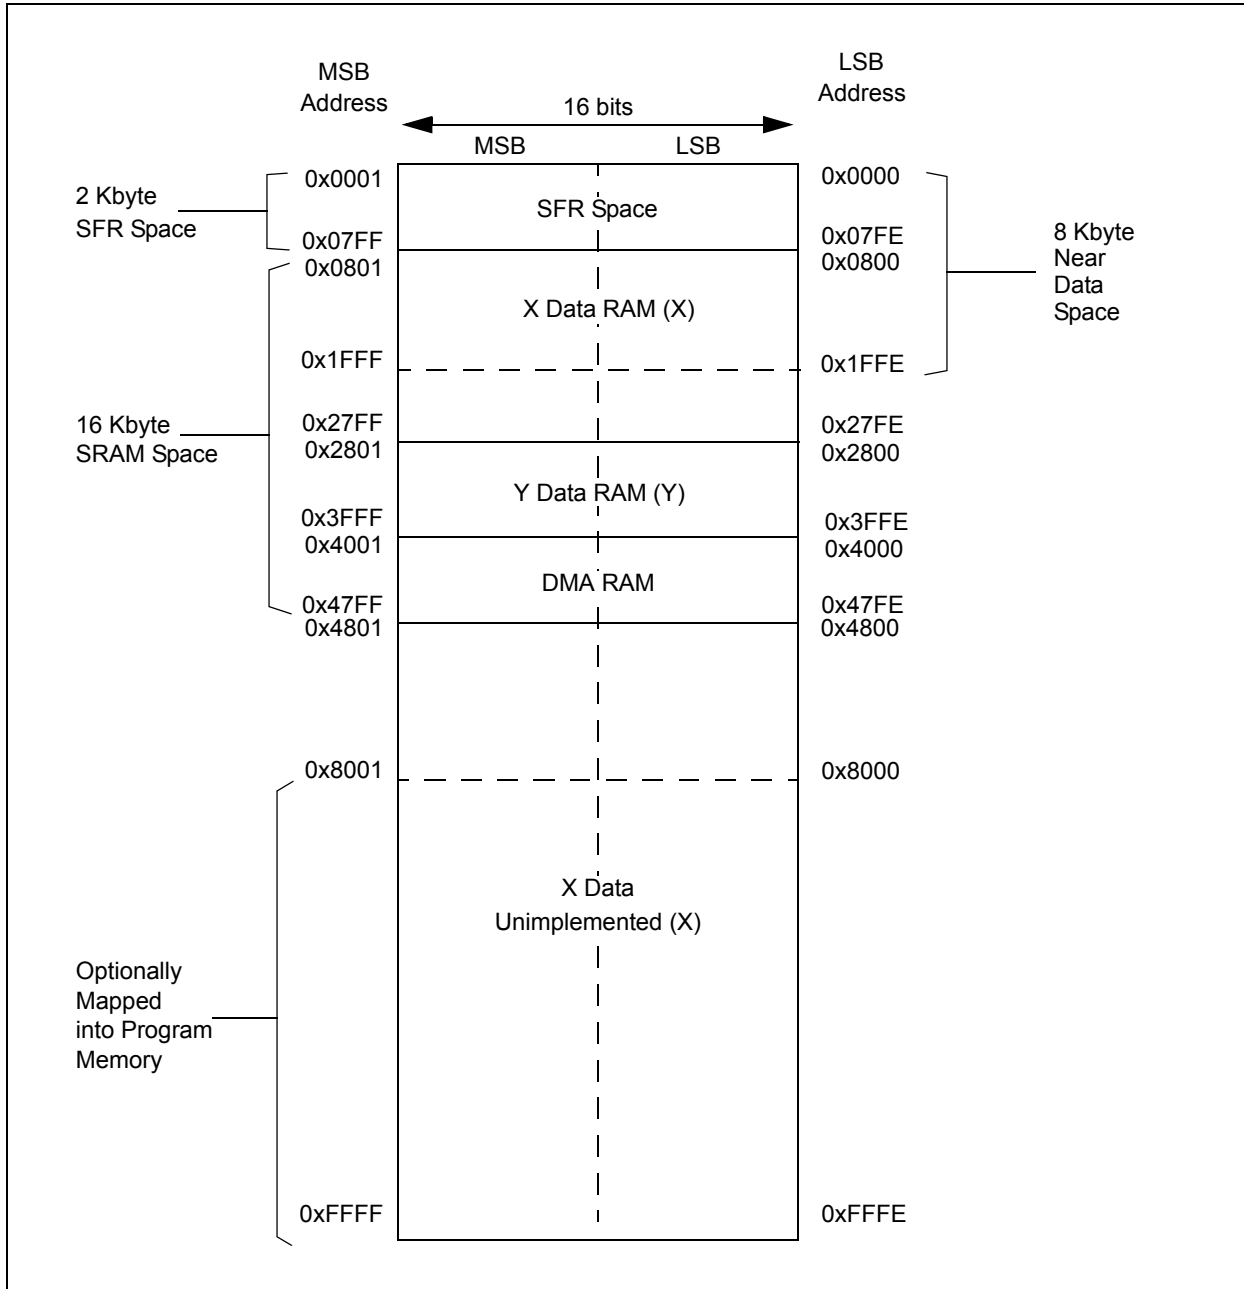 MSB
Address
LSB
Address
16 bits
MSB
LSB
2 Kbyte
SFR Space
0x0001
0x07FF
0x0801
SFR Space
0x0000
0x07FE
0x0800
8 Kbyte
Near
Data
Space
X Data RAM (X)
0x1FFF
0x1FFE
16 Kbyte
SRAM Space
0x27FF
0x2801
0x27FE
0x2800
Y Data RAM (Y)
0x3FFF
0x4001
0x3FFE
0x4000
DMA RAM
0x47FF
0x4801
0x47FE
0x4800
0x8001
0x8000
X Data
Unimplemented (X)
Optionally
Mapped
into Program
Memory
0xFFFF
0xFFFE